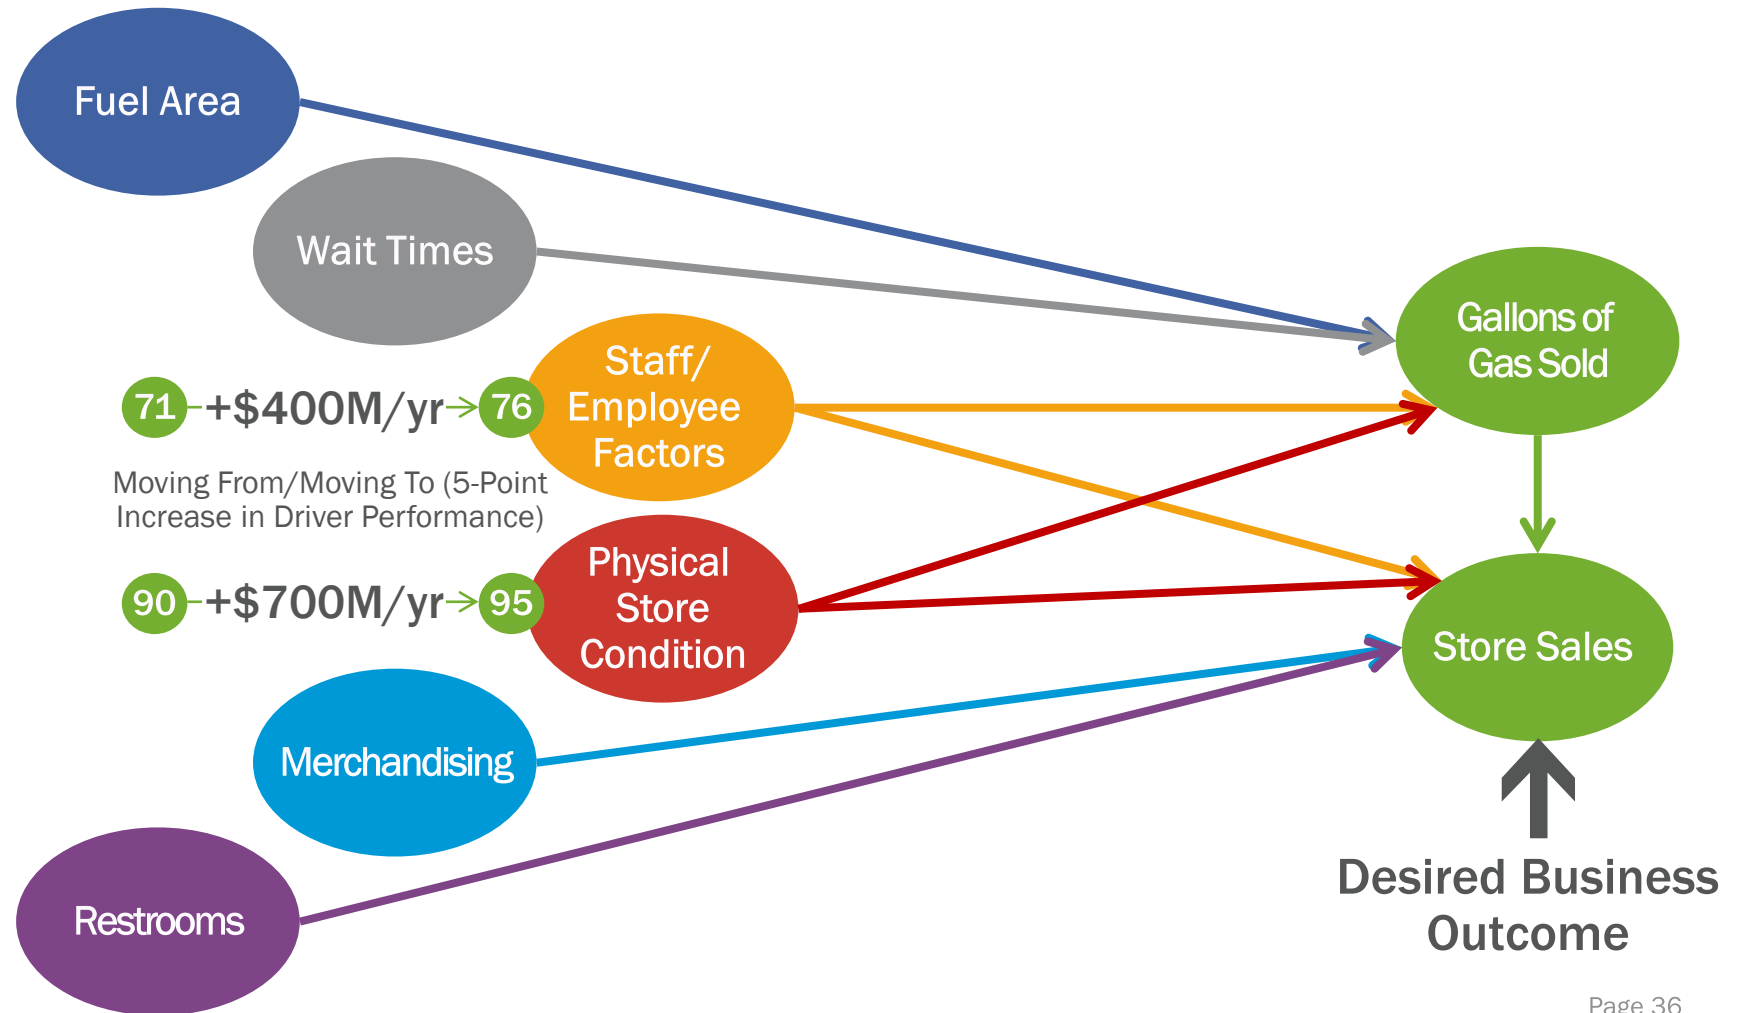 Fuel Area
Wait Times
Gallons of
Gas Sold
Staff/
Employee
Factors
71 +$400M/yr 76
Moving From/Moving To (5-Point
Increase in Driver Performance)
90 +$700M/yr 95
Physical
Store
Condition
Store Sales
Merchandising
Restrooms
Desired Business
Outcome
Page 36